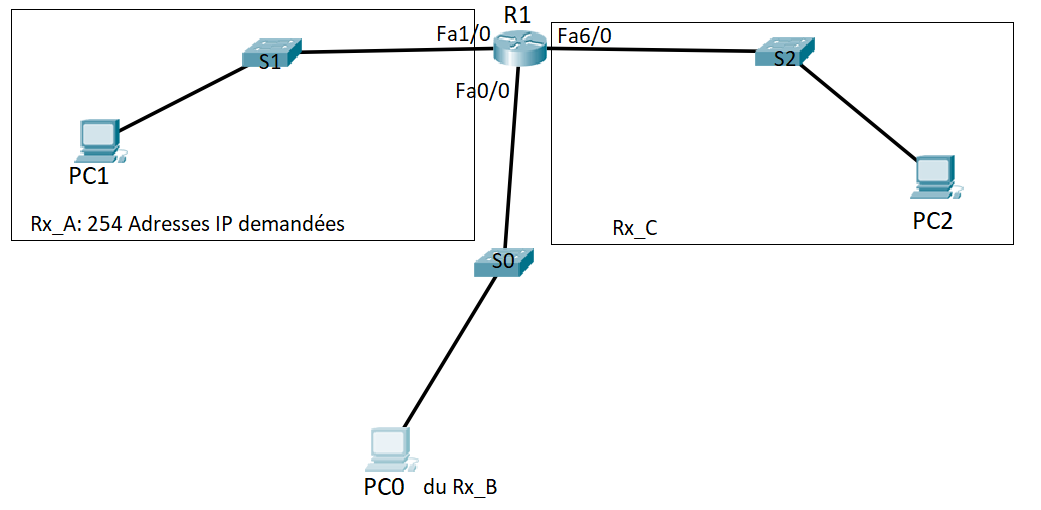 R1
Fa1/0
Fa6/0
S1
S2
Fa0/0
PC1
PC2
Rx_A: 254 Adresses IP demandées
Rx_C
S0
PC0 du Rx_B